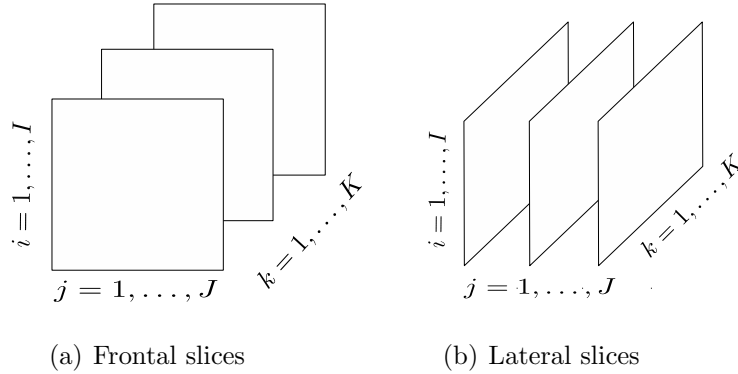 i = 1, . . . , I
j = 1, . . . , J
k = 1, . . . , K
(a) Frontal slices
i = 1, . . . , I
j = 1, . . . , J
k = 1, . . . , K
(b) Lateral slices